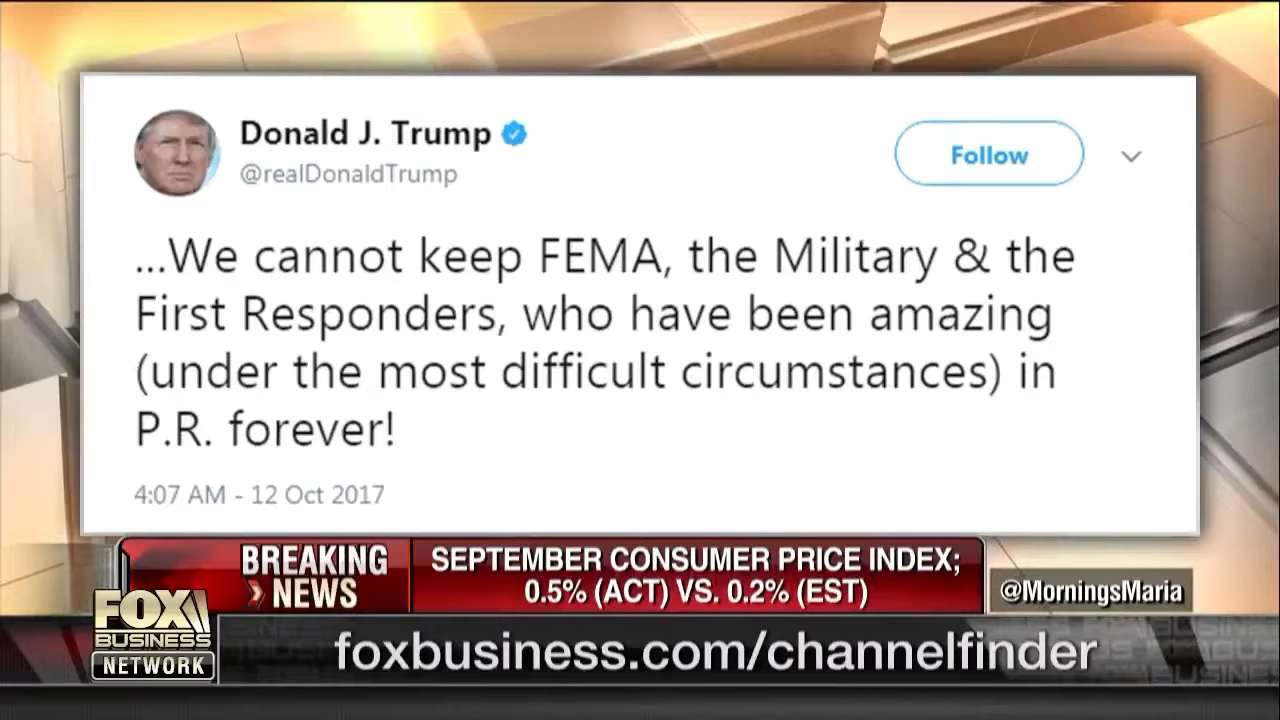 Donald J. Trump
@realDonaldTrump
Follow
...We cannot keep FEMA, the Military & the
First Responders, who have been amazing
(under the most difficult circumstances) in
P.R. forever!
4:07 AM - 12 Oct 2017
BREAKING
NEWS
SEPTEMBER CONSUMER PRICE INDEX;
0.5% (ACT) VS. 0.2% (EST)
@MorningsMaria
FOX
BUSINESS
NETWORK
foxbusiness.com/channelfinder